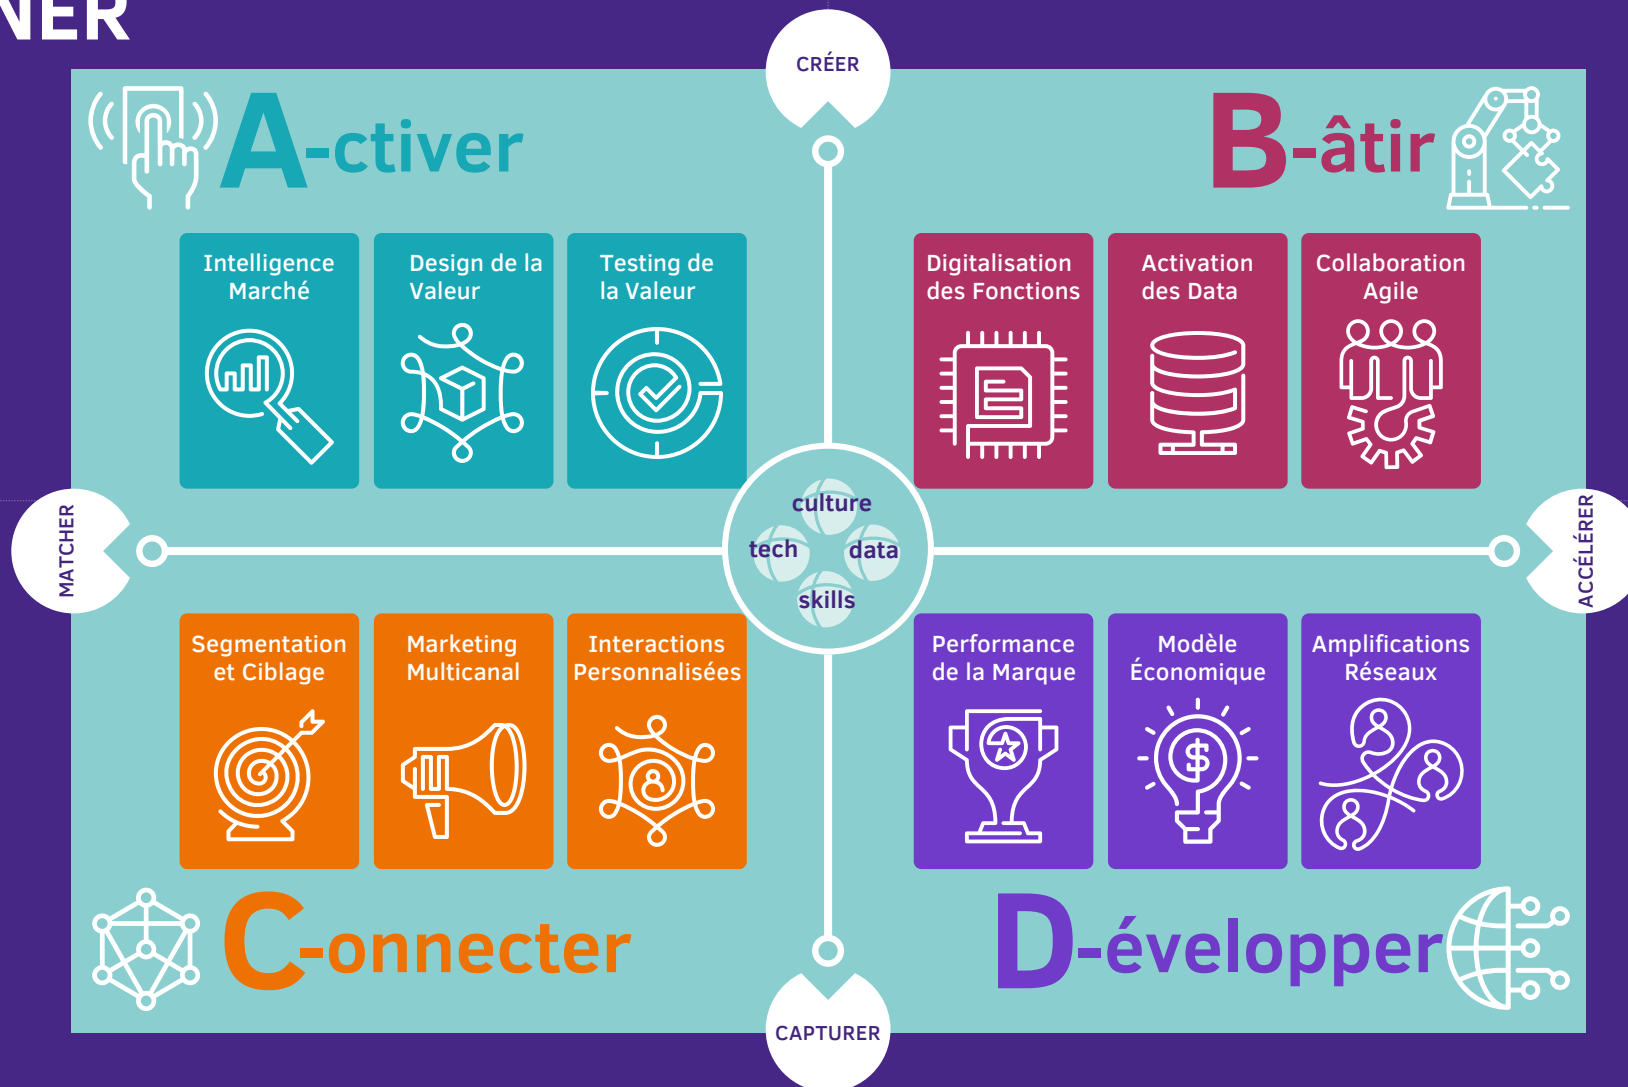 NER
CRÉER
A-ctiver
B-âtir
Intelligence
Marché
Design de la
Valeur
Testing de
la Valeur
Digitalisation
des Fonctions
Activation
des Data
Collaboration
Agile
MATCHER
culture
tech
data
skills
ACCÉLÉRER
Segmentation
et Ciblage
Marketing
Multicanal
Interactions
Personnalisées
Performance
de la Marque
Modèle
Économique
$
Amplifications
Réseaux
C-onnecter
D-évelopper
CAPTURER